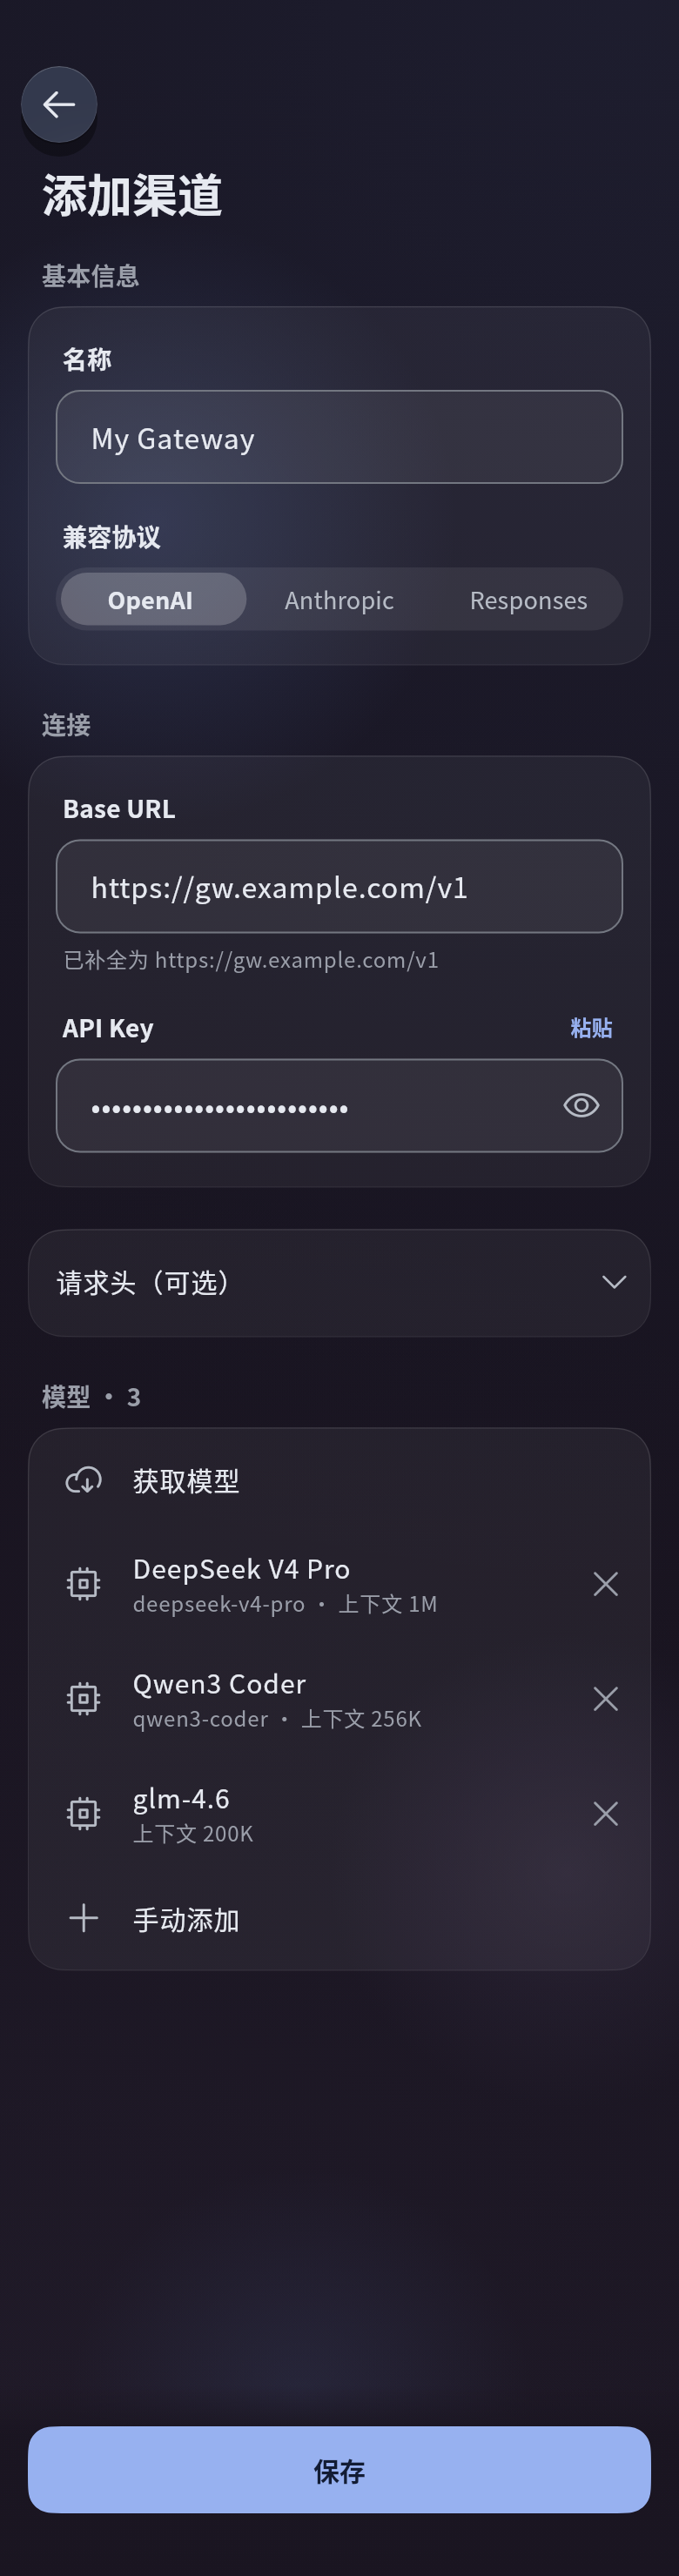 添加渠道
基本信息
名称
My Gateway
兼容协议
OpenAI Anthropic Responses
连接
Base URL
https://gw.example.com/v1
已补全为 https://gw.example.com/v1
API Key 粘贴
•••••••••••••••••••••••••
请求头（可选）
模型 · 3
获取模型
DeepSeek V4 Pro
deepseek-v4-pro · 上下文 1M
Qwen3 Coder
qwen3-coder · 上下文 256K
glm-4.6
上下文 200K
手动添加
保存